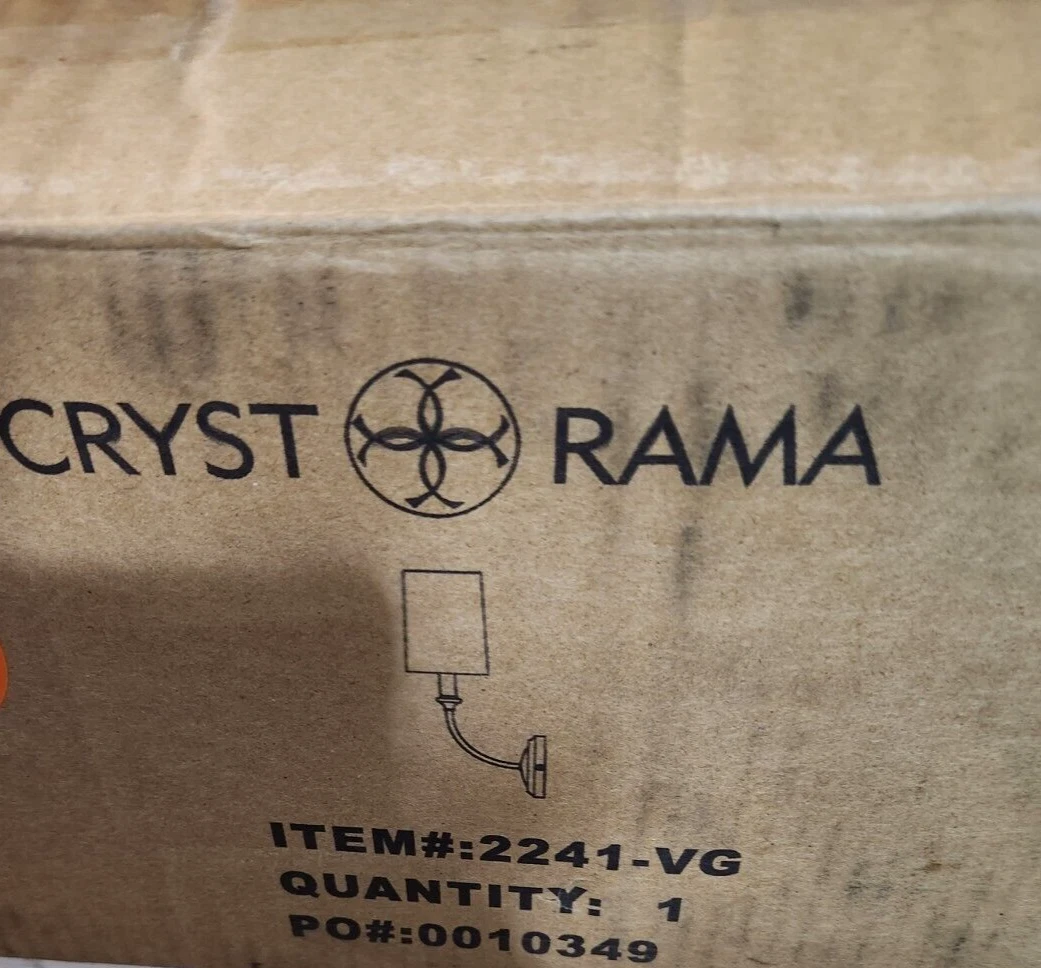 CRYST RAMA
ITEM#:2241-VG
QUANTITY: 1
PO#:0010349